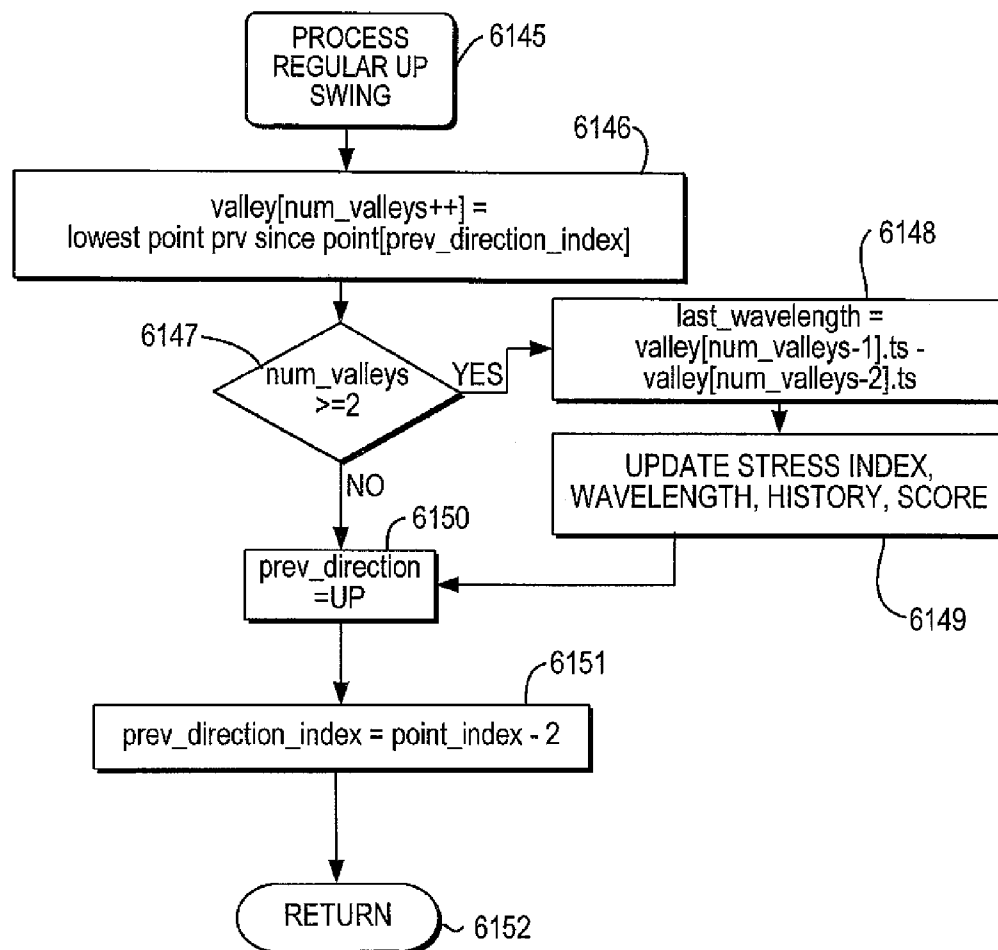 PROCESS
REGULAR UP
SWING
6145
6146
valley[num_valleys++] =
lowest point prv since point[prev_direction_index]
6147
num_valleys
>=2
YES
NO
6148
last_wavelength =
valley[num_valleys-1].ts -
valley[num_valleys-2].ts
UPDATE STRESS INDEX,
WAVELENGTH, HISTORY, SCORE
6149
6150
prev_direction
=UP
6151
prev_direction_index = point_index - 2
RETURN
6152